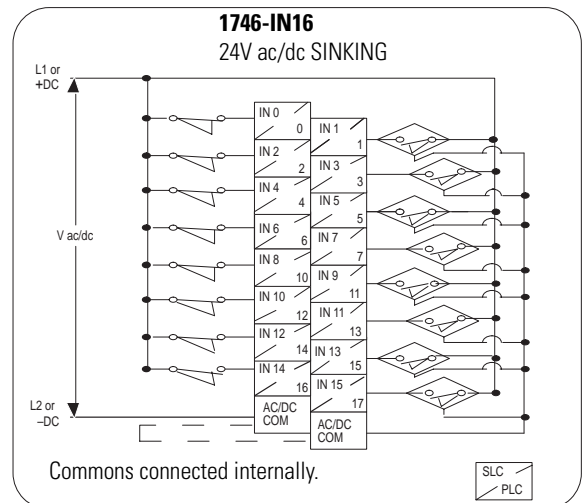 1746-IN16
24V ac/dc SINKING
L1 or
+DC
IN 0
0
IN 1
1
IN 2
2
IN 3
3
IN 4
4
IN 5
5
IN 6
6
IN 7
7
V ac/dc
IN 8
10
IN 9
11
IN 10
12
IN 11
13
IN 12
14
IN 13
15
IN 14
16
IN 15
17
L2 or
–DC
AC/DC
COM
AC/DC
COM
Commons connected internally.
SLC
PLC